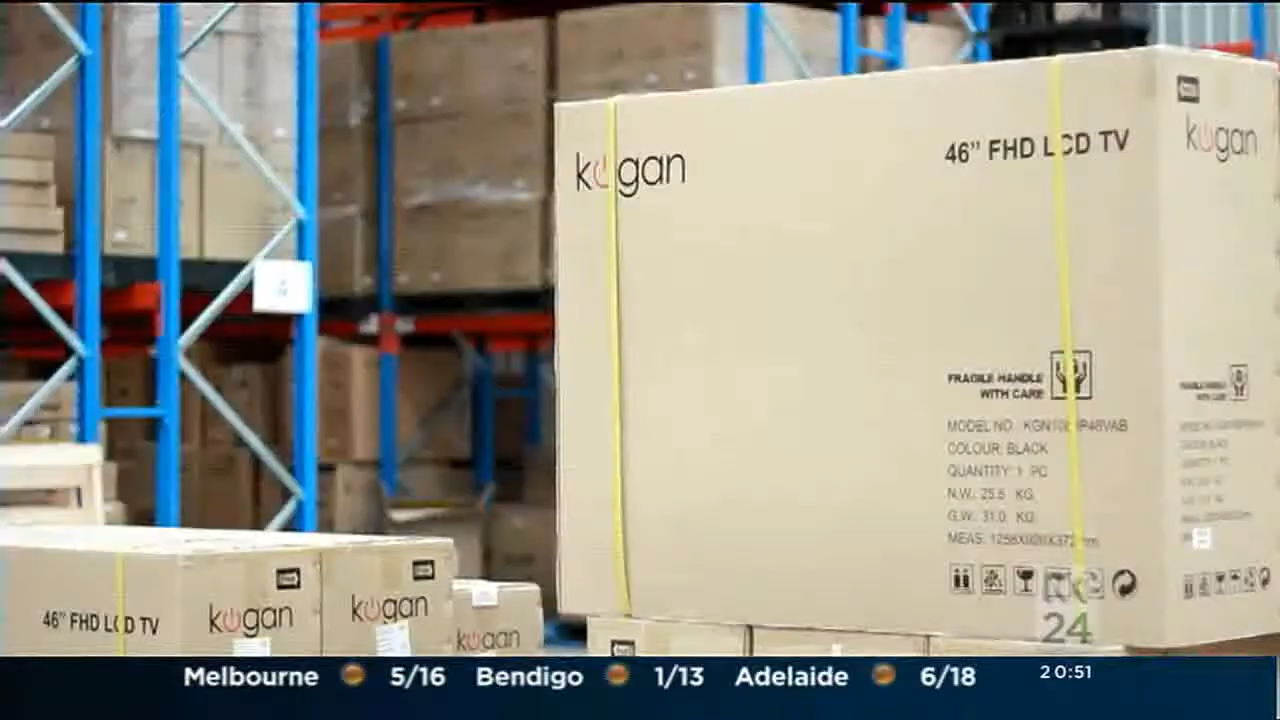 kogan
46" FHD LCD TV
kogan
FRAGILE HANDLE
WITH CARE
COLOUR: BLACK
QUANTITY: 1 PC
N.W.: 25.5 KG
G.W.: 31.0 KG
46" FHD LCD TV
kogan
kogan
kogan
24
Melbourne 5/16 Bendigo 1/13 Adelaide 6/18
20:51